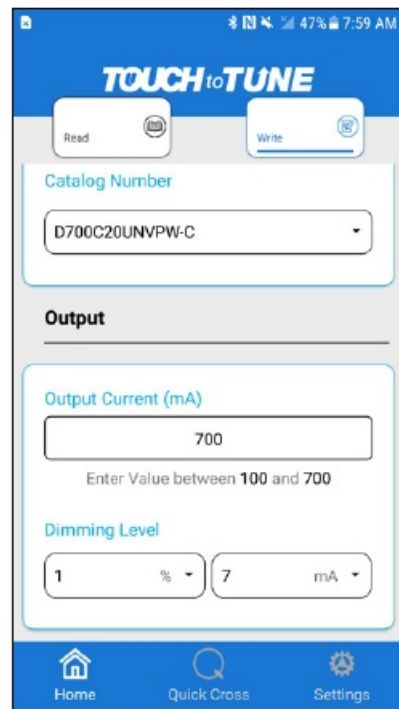 47% 7:59 AM
TOUCH to TUNE
Read
Write
Catalog Number
D700C20UNVPW-C
Output
Output Current (mA)
700
Enter Value between 100 and 700
Dimming Level
1 % 7 mA
Home Quick Cross Settings